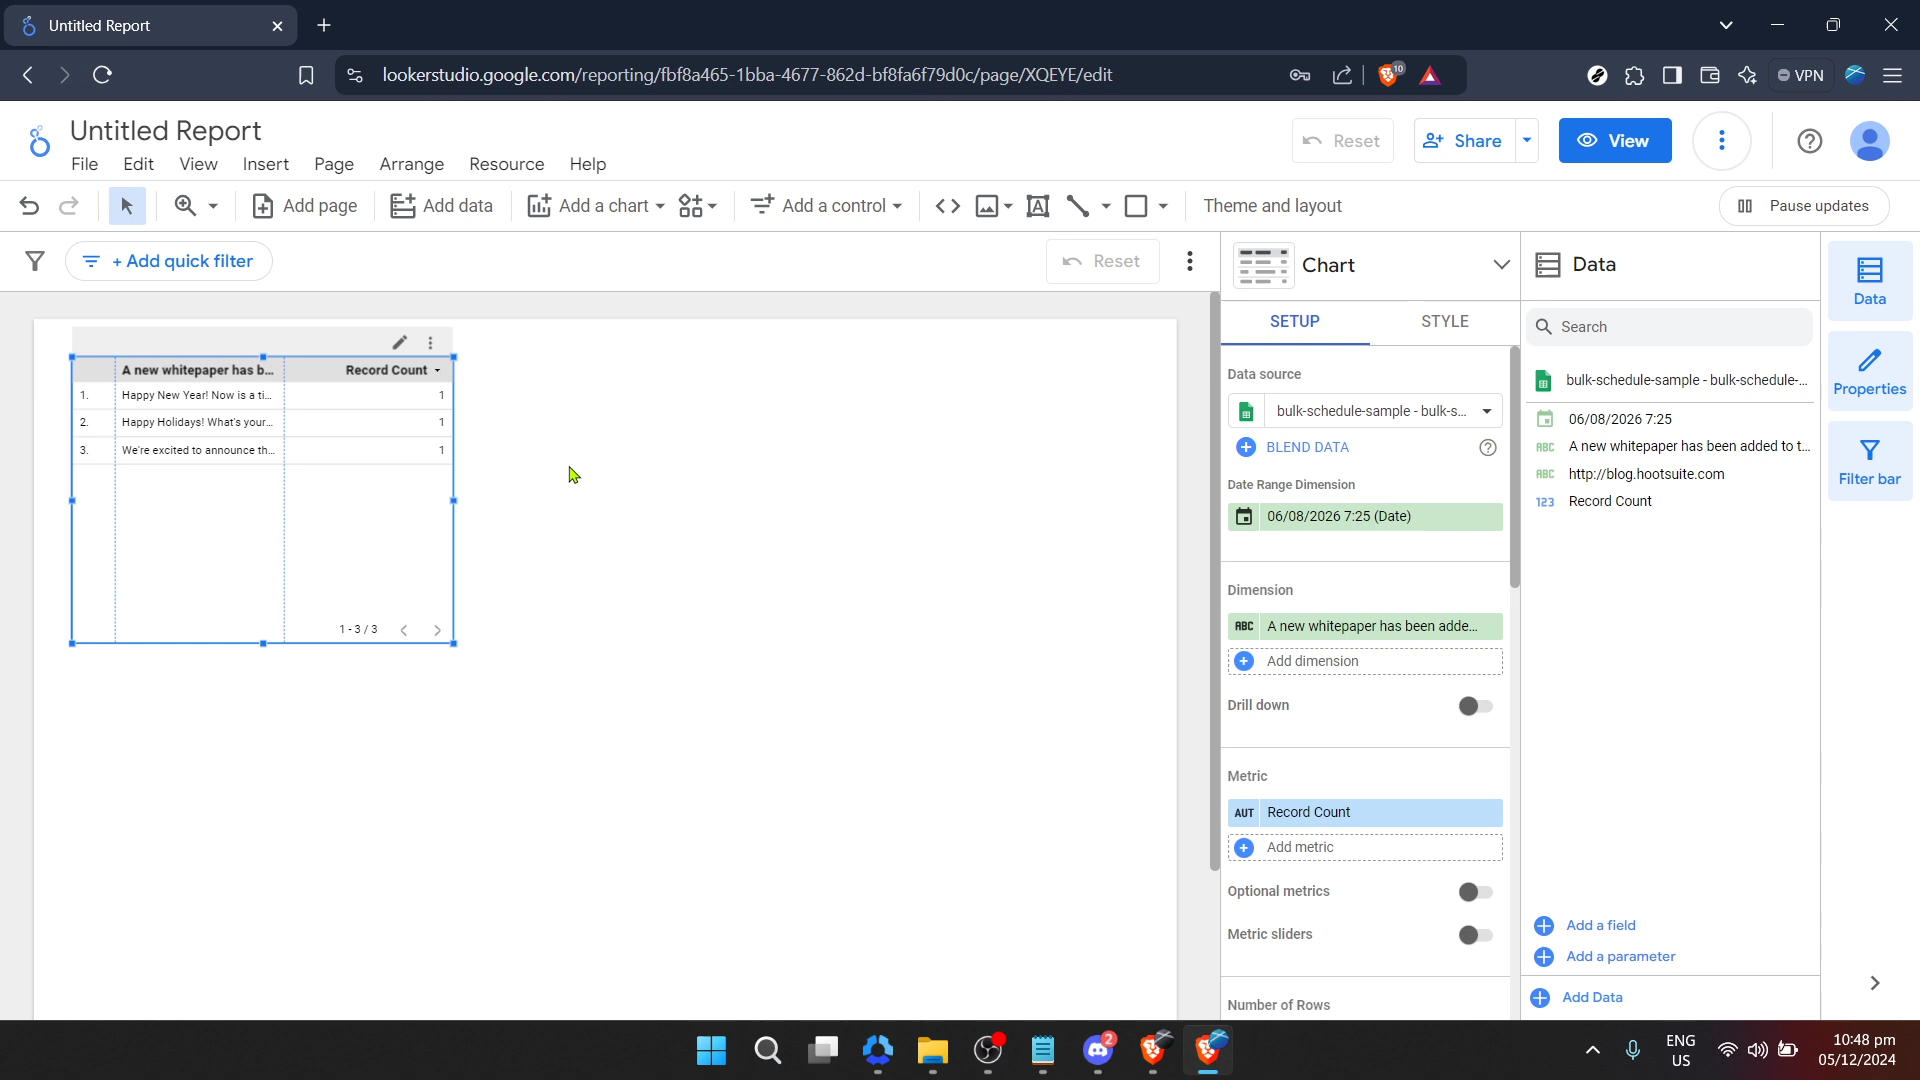 Untitled Report
lookerstudio.google.com/reporting/fbf8a465-1bba-4677-862d-bf8fa6f79d0c/page/XQEYE/edit
10
VPN
Untitled Report
File Edit View Insert Page Arrange Resource Help
Reset
Share
View
Add page
Add data
Add a chart
Add a control
Theme and layout
Pause updates
+ Add quick filter
Reset
A new whitepaper has b... Record Count
1. Happy New Year! Now is a ti... 1
2. Happy Holidays! What's your... 1
3. We're excited to announce th... 1
1 - 3 / 3
Chart
SETUP STYLE
Data source
bulk-schedule-sample - bulk-s...
BLEND DATA
Date Range Dimension
06/08/2026 7:25 (Date)
Dimension
ABC A new whitepaper has been adde...
Add dimension
Drill down
Metric
AUT Record Count
Add metric
Optional metrics
Metric sliders
Number of Rows
Data
Search
bulk-schedule-sample - bulk-schedule-...
06/08/2026 7:25
ABC A new whitepaper has been added to t...
ABC http://blog.hootsuite.com
123 Record Count
Add a field
Add a parameter
Add Data
Data
Properties
Filter bar
2
ENG
US
10:48 pm
05/12/2024